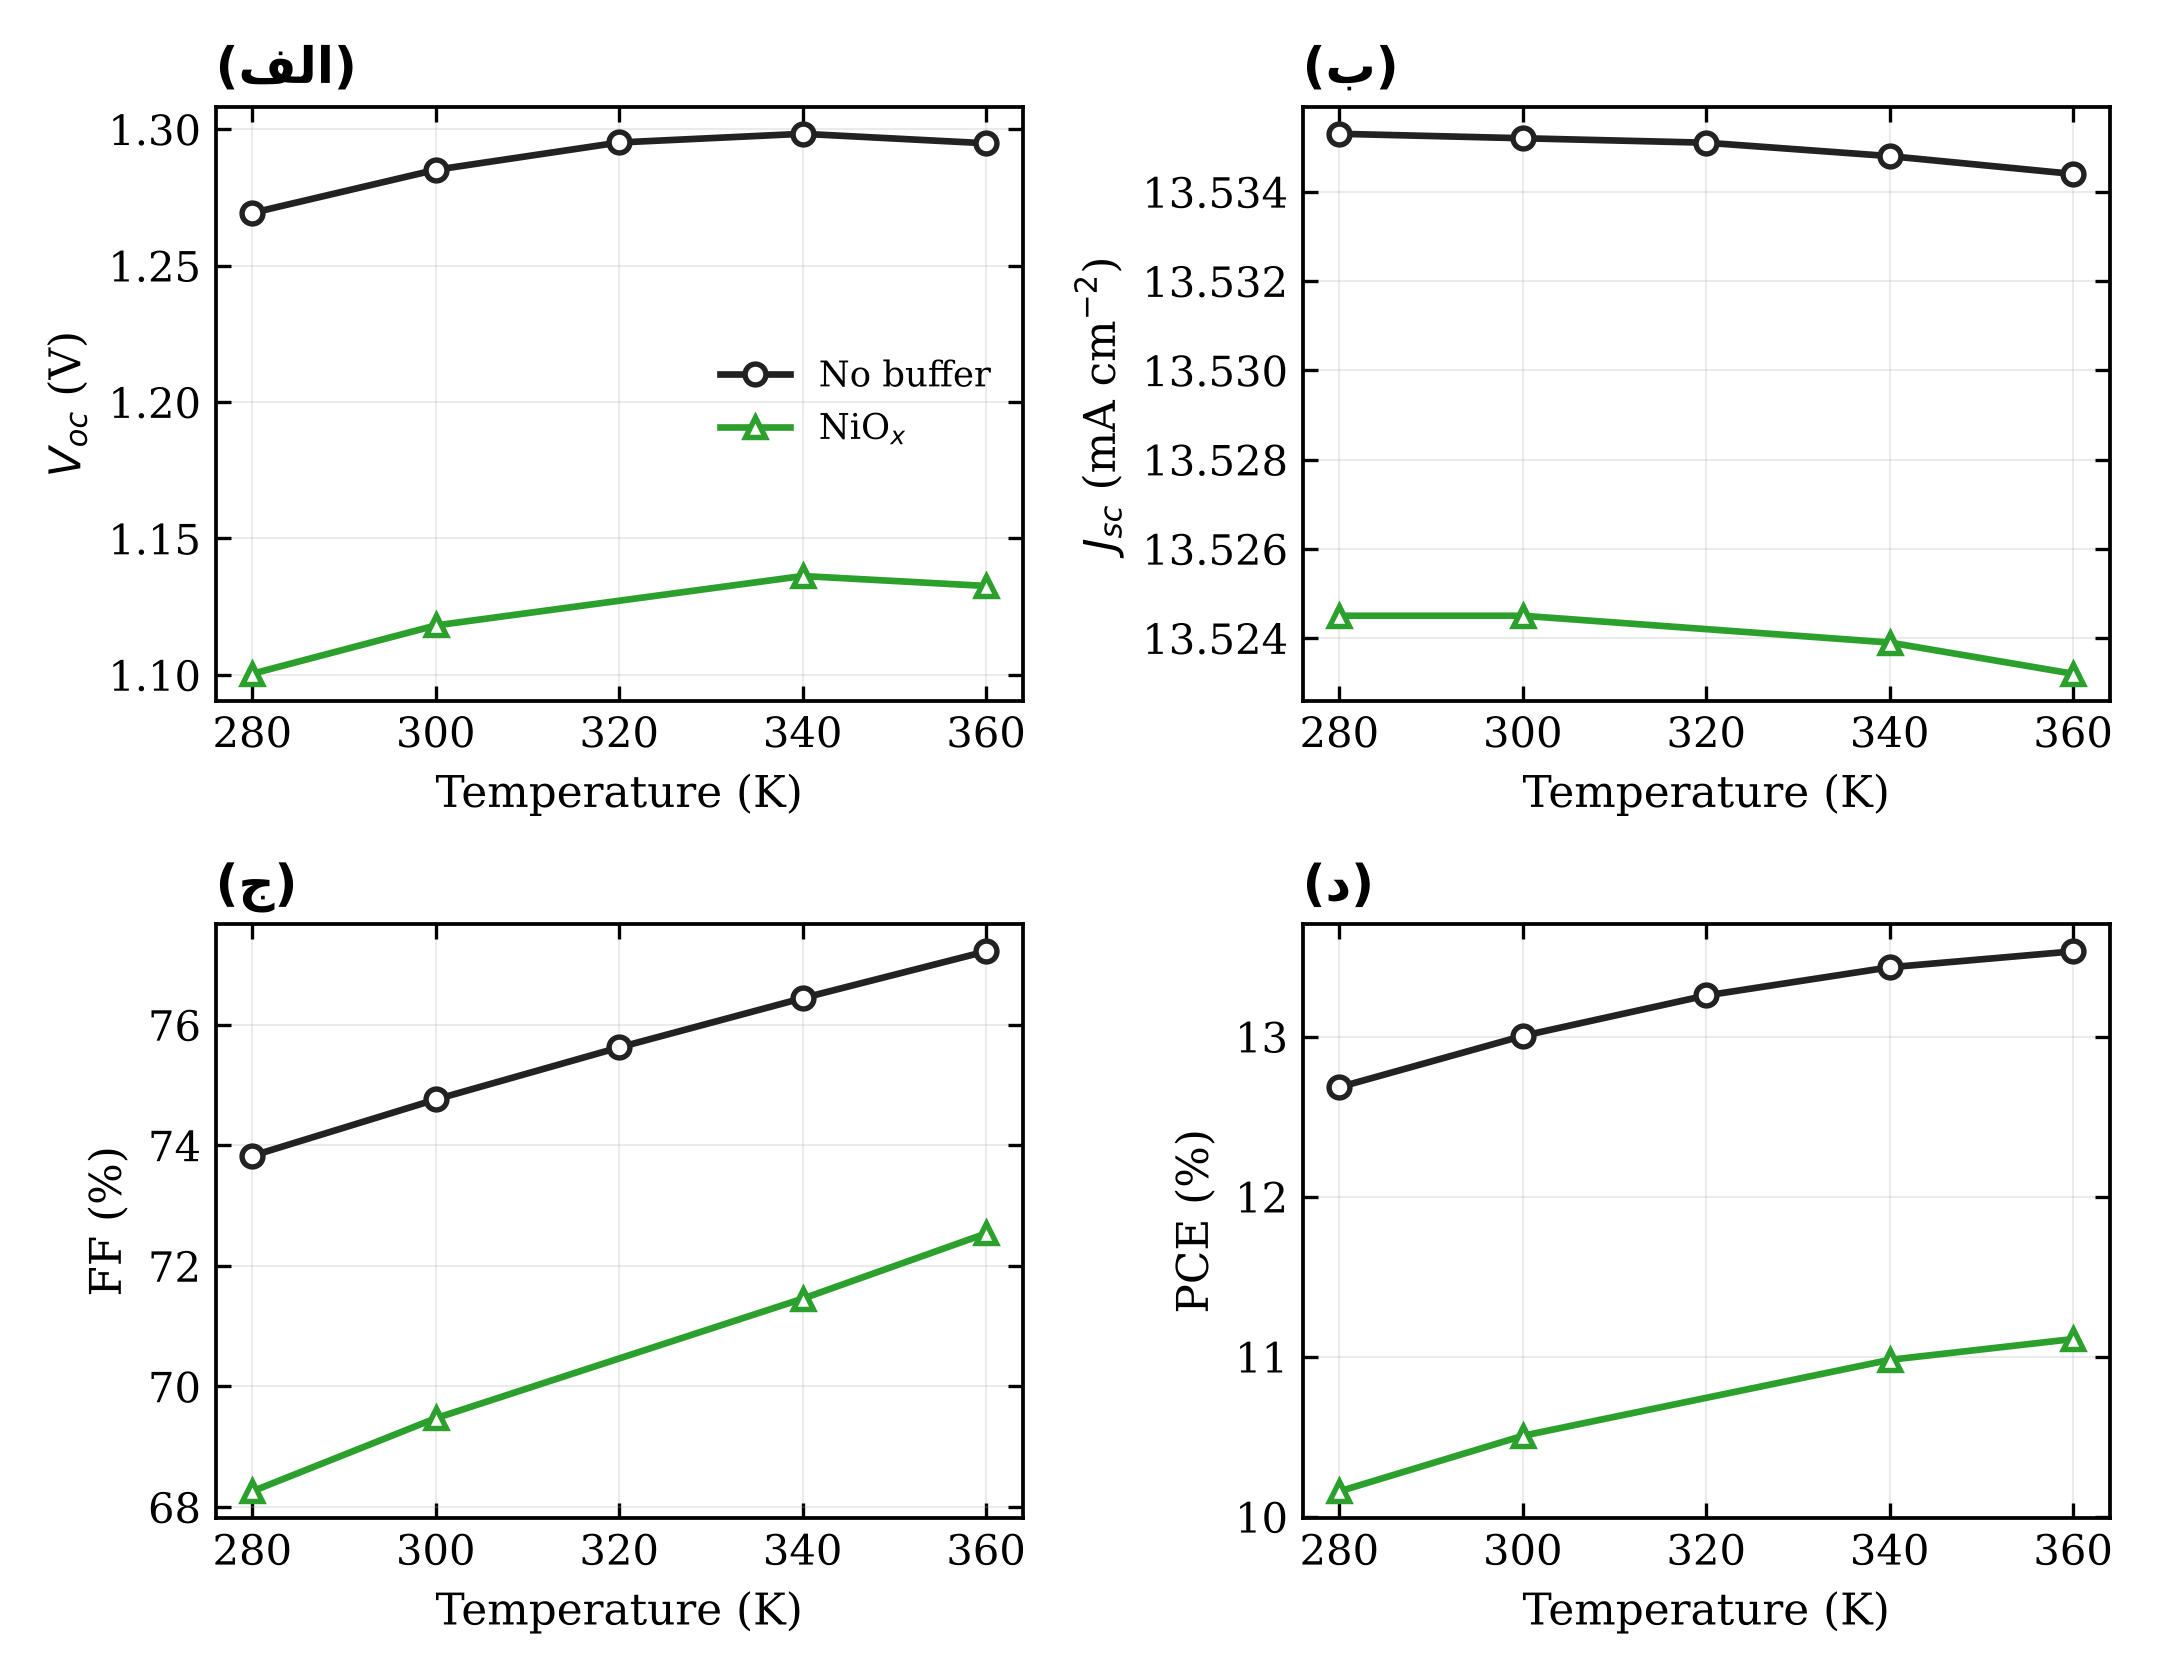 (الف)
1.30
1.25
1.20
1.15
1.10
V_oc (V)
No buffer
NiO_x
280 300 320 340 360
Temperature (K)
(ب)
13.534
13.532
13.530
13.528
13.526
13.524
J_sc (mA cm^−2)
280 300 320 340 360
Temperature (K)
(ج)
76
74
72
70
68
FF (%)
280 300 320 340 360
Temperature (K)
(د)
13
12
11
10
PCE (%)
280 300 320 340 360
Temperature (K)